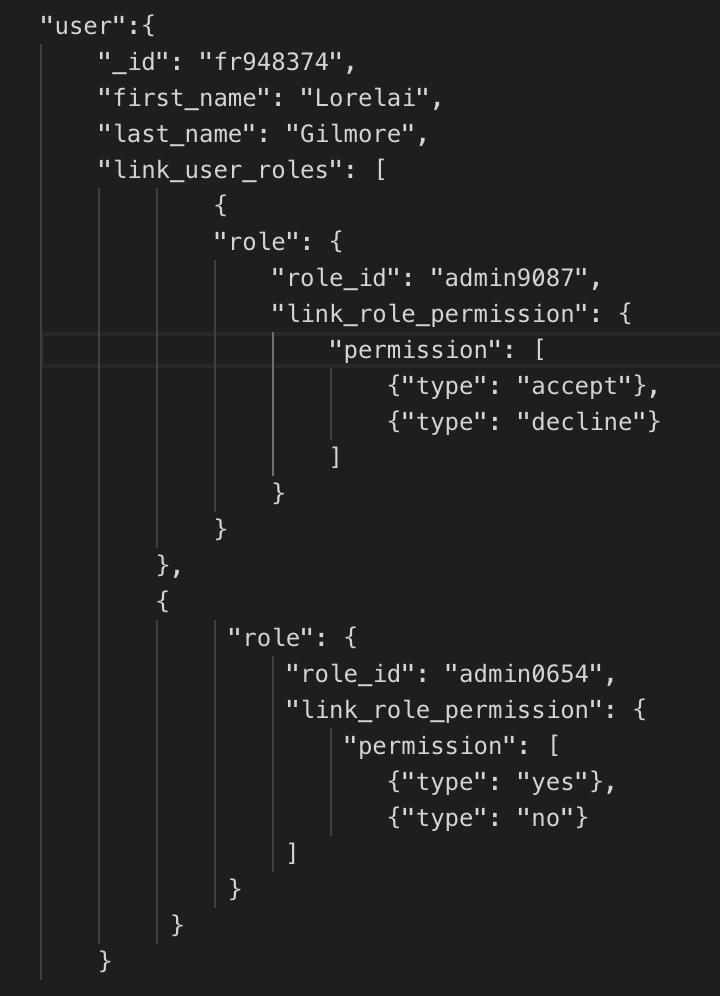 "user":{
"_id": "fr948374",
"first_name": "Lorelai",
"last_name": "Gilmore",
"link_user_roles": [
{
"role": {
"role_id": "admin9087",
"link_role_permission": {
"permission": [
{"type": "accept"},
{"type": "decline"}
]
}
}
},
{
"role": {
"role_id": "admin0654",
"link_role_permission": {
"permission": [
{"type": "yes"},
{"type": "no"}
]
}
}
}